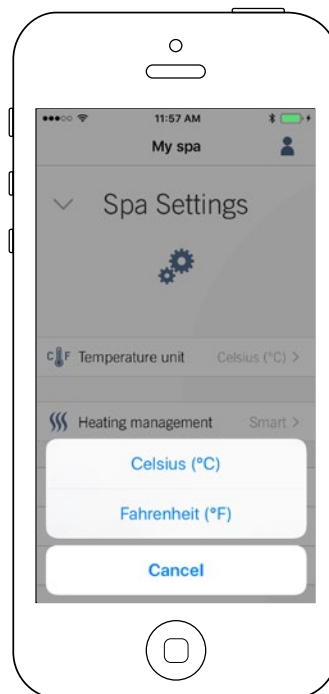 11:57 AM
My spa
Spa Settings
C F Temperature unit Celsius (°C) >
Heating management Smart >
Celsius (°C)
Fahrenheit (°F)
Cancel